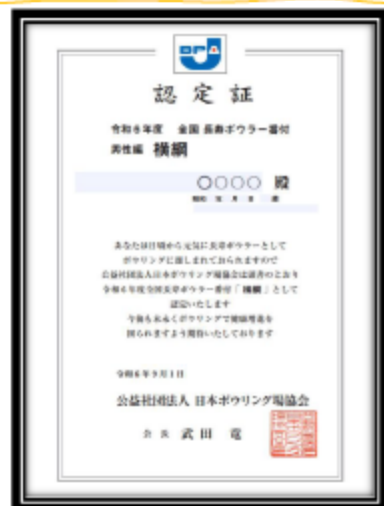 認定証
令和6年度 全国 長寿ボウラー番付
男性編 横綱
〇〇〇〇 殿
あなたは日頃から元気に長寿ボウラーとして
ボウリングに親しまれておられますので
公益社団法人日本ボウリング場協会は諸書のとおり
令和6年度全国長寿ボウラー番付「横綱」として
認定いたします
今後も末永くボウリングで健康増進を
図られますよう期待いたしております
令和6年9月1日
公益社団法人 日本ボウリング場協会
会長 武田